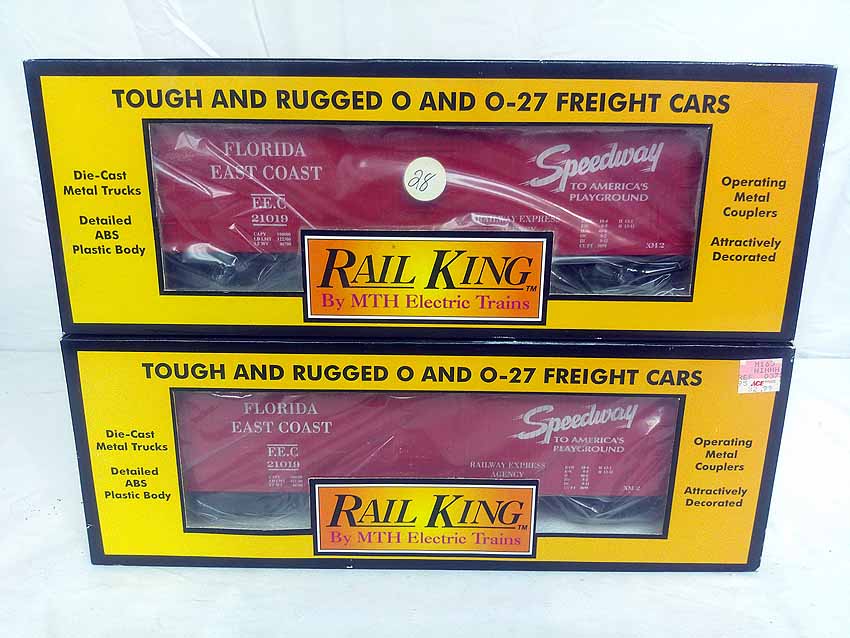 TOUGH AND RUGGED O AND O-27 FREIGHT CARS
Die-Cast
Metal Trucks
Detailed
ABS
Plastic Body
FLORIDA
EAST COAST
F.E.C
21019
28
Speedway
TO AMERICA'S
PLAYGROUND
RAILWAY EXPRESS
XM2
Operating
Metal
Couplers
Attractively
Decorated
RAIL KING TM
By MTH Electric Trains
TOUGH AND RUGGED O AND O-27 FREIGHT CARS
Die-Cast
Metal Trucks
Detailed
ABS
Plastic Body
FLORIDA
EAST COAST
F.E.C
21019
Speedway
TO AMERICA'S
PLAYGROUND
RAILWAY EXPRESS
AGENCY
XM2
ACE
Operating
Metal
Couplers
Attractively
Decorated
RAIL KING TM
By MTH Electric Trains